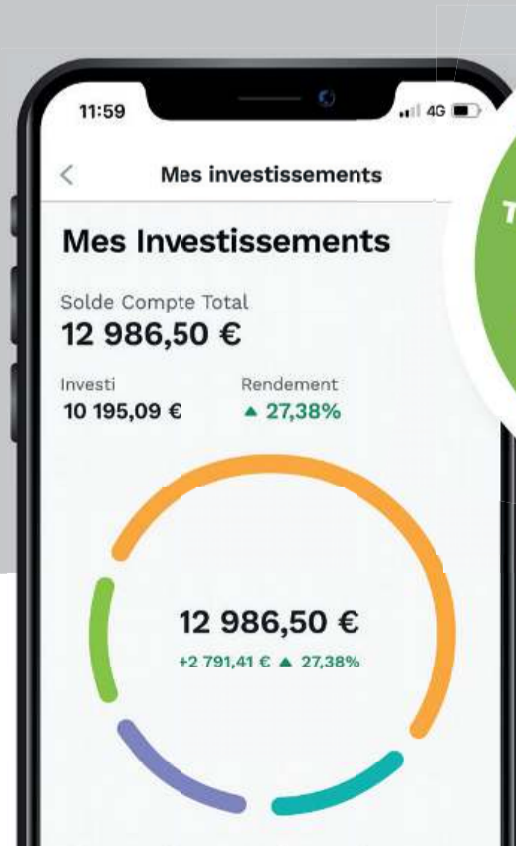 11:59
4G
Mes investissements
Mes Investissements
Solde Compte Total
12 986,50 €
Investi Rendement
10 195,09 € ▲ 27,38%
12 986,50 €
+2 791,41 € ▲ 27,38%